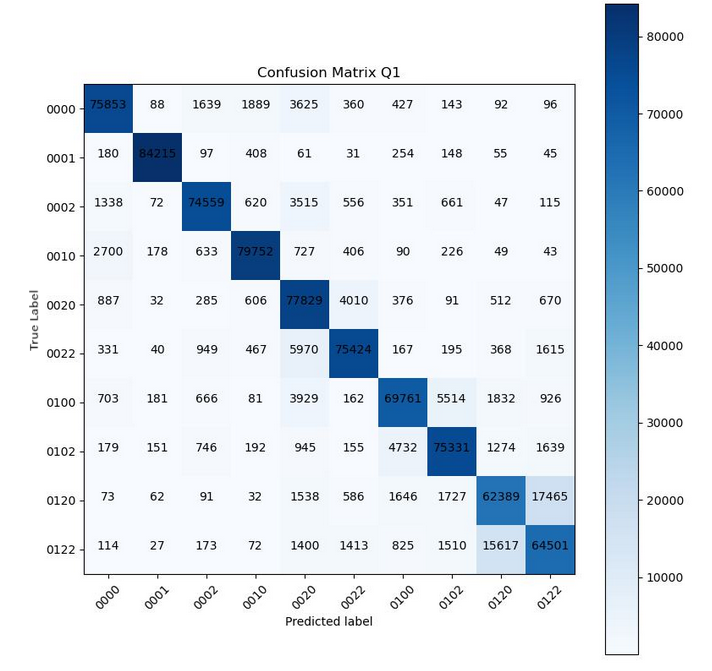 Confusion Matrix Q1
True Label
0000 75853 88 1639 1889 3625 360 427 143 92 96
0001 180 84215 97 408 61 31 254 148 55 45
0002 1338 72 74559 620 3515 556 351 661 47 115
0010 2700 178 633 79752 727 406 90 226 49 43
0020 887 32 285 606 77829 4010 376 91 512 670
0022 331 40 949 467 5970 75424 167 195 368 1615
0100 703 181 666 81 3929 162 69761 5514 1832 926
0102 179 151 746 192 945 155 4732 75331 1274 1639
0120 73 62 91 32 1538 586 1646 1727 62389 17465
0122 114 27 173 72 1400 1413 825 1510 15617 64501
0000 0001 0002 0010 0020 0022 0100 0102 0120 0122
Predicted label
80000
70000
60000
50000
40000
30000
20000
10000